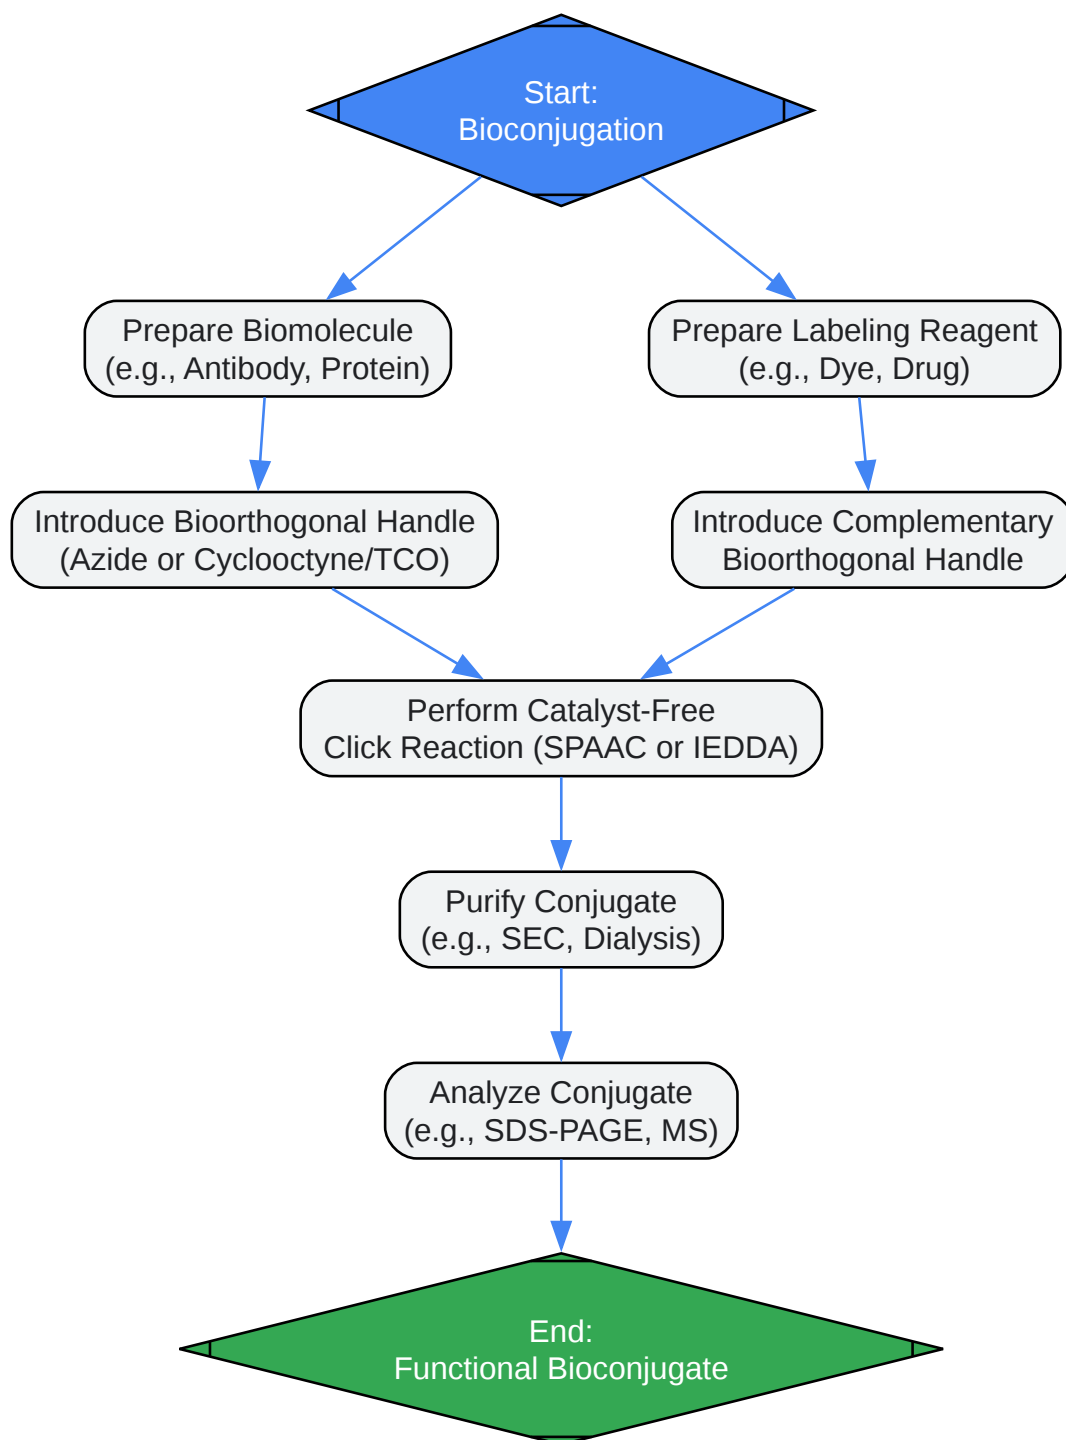 Start:
Bioconjugation
Prepare Biomolecule
(e.g., Antibody, Protein)
Prepare Labeling Reagent
(e.g., Dye, Drug)
Introduce Bioorthogonal Handle
(Azide or Cyclooctyne/TCO)
Introduce Complementary
Bioorthogonal Handle
Perform Catalyst-Free
Click Reaction (SPAAC or IEDDA)
Purify Conjugate
(e.g., SEC, Dialysis)
Analyze Conjugate
(e.g., SDS-PAGE, MS)
End:
Functional Bioconjugate